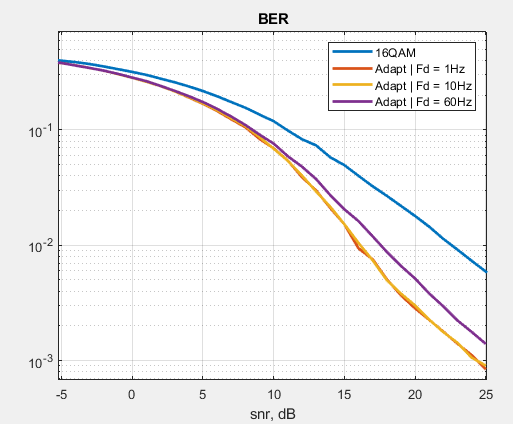 BER
16QAM
Adapt | Fd = 1Hz
Adapt | Fd = 10Hz
Adapt | Fd = 60Hz
10-1
10-2
10-3
-5 0 5 10 15 20 25
snr, dB